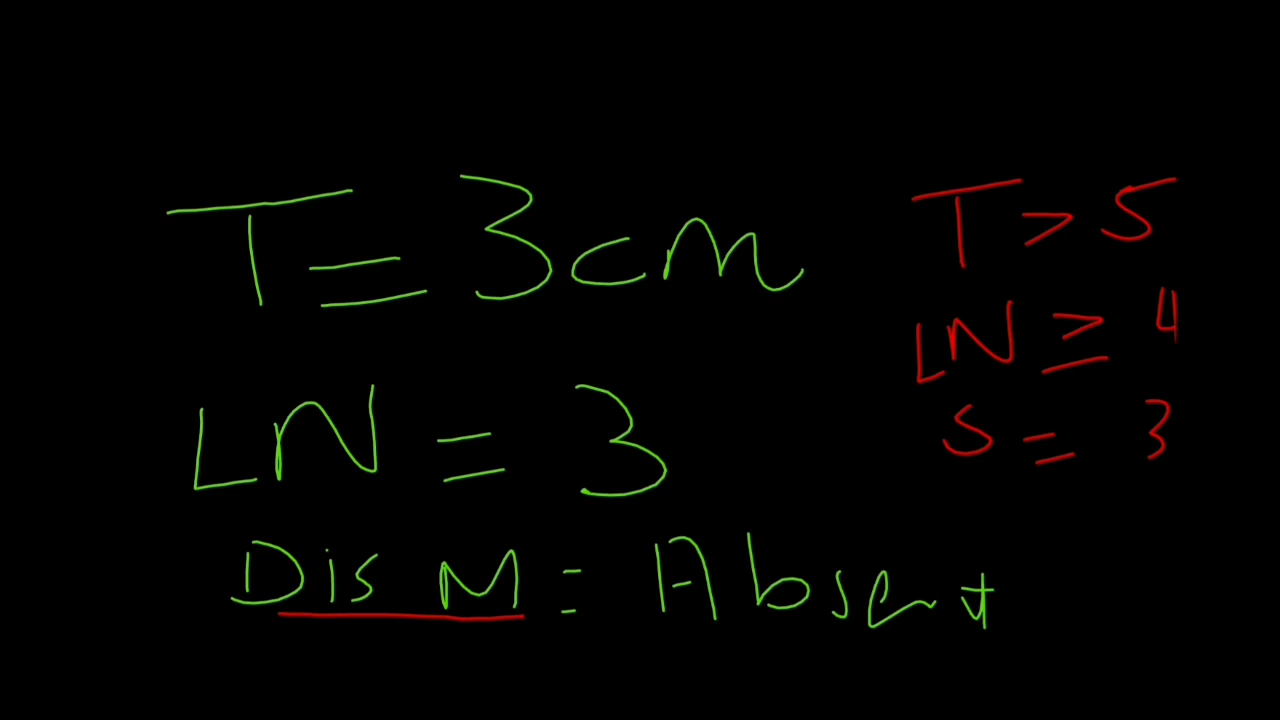 T = 3cm
LN = 3
Dis M = Absent
T > 5
LN ≥ 4
S = 3